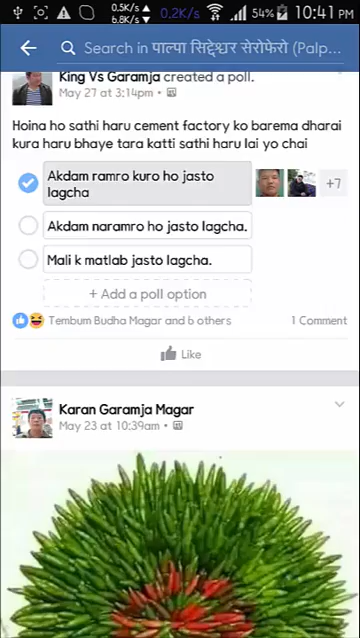 0.5K/s
6.8K/s
0.2K/s
54%
10:41 PM
Search in पाल्पा सिद्देश्वर सेरोफेरो (Palp...
King Vs Garamja created a poll.
May 27 at 3:14pm •
Hoina ho sathi haru cement factory ko barema dharai
kura haru bhaye tara katti sathi haru lai yo chai
Akdam ramro kuro ho jasto
lagcha
+7
Akdam naramro ho jasto lagcha.
Mali k matlab jasto lagcha.
+ Add a poll option
Tembum Budha Magar and 6 others
1 Comment
Like
Karan Garamja Magar
May 23 at 10:39am •